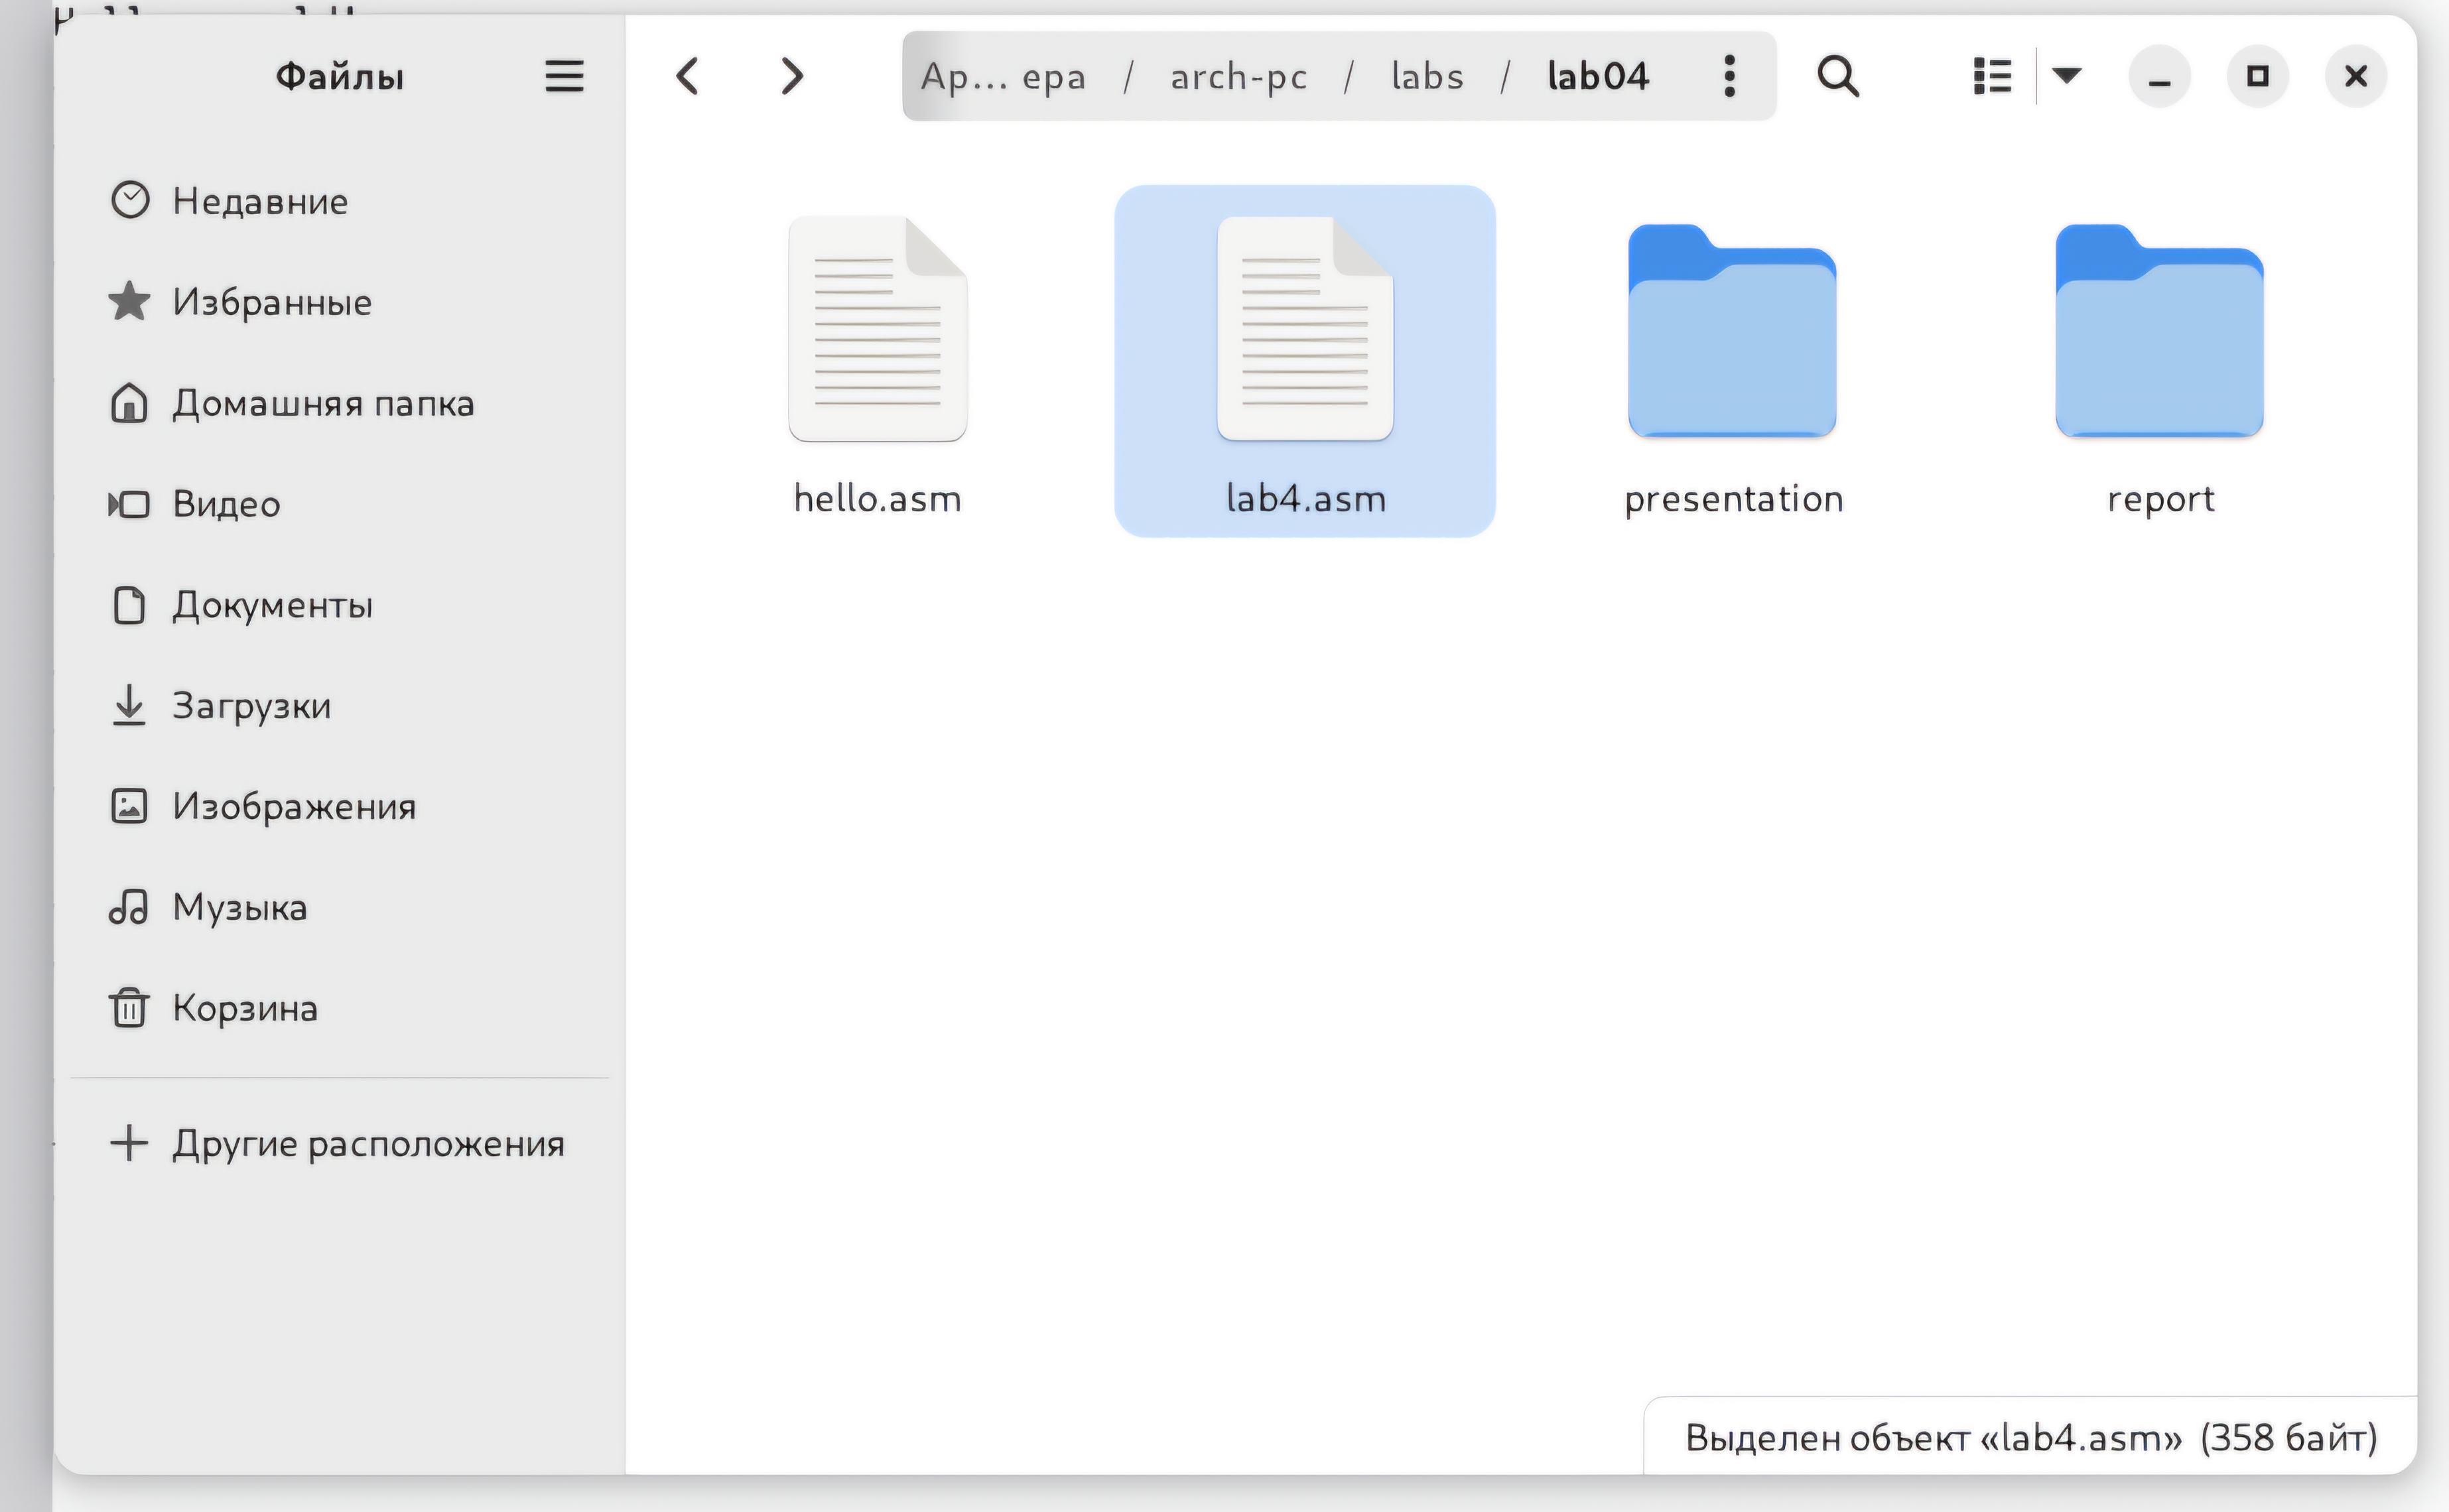 Файлы
Ар... ера / arch-pc / labs / lab04
Недавние
Избранные
Домашняя папка
Видео
Документы
Загрузки
Изображения
Музыка
Корзина
Другие расположения
hello.asm
lab4.asm
presentation
report
Выделен объект «lab4.asm» (358 байт)